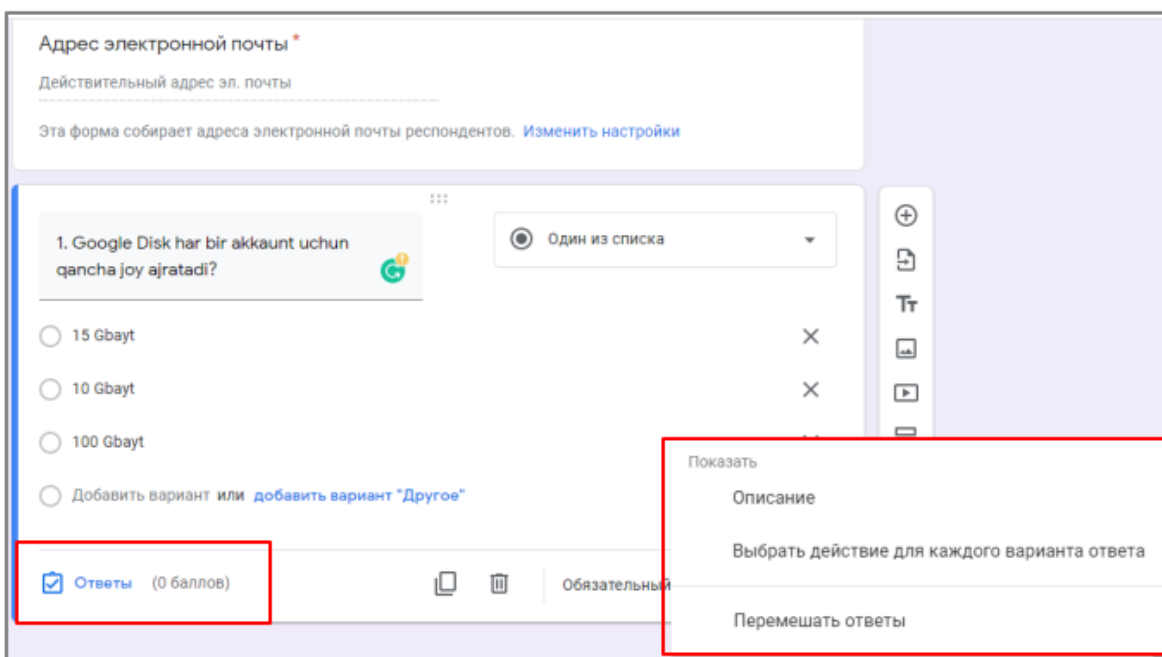 Адрес электронной почты *
Действительный адрес эл. почты
Эта форма собирает адреса электронной почты респондентов. Изменить настройки
1. Google Disk har bir akkaunt uchun
qancha joy ajratadi?
Один из списка
15 Gbayt
10 Gbayt
100 Gbayt
Добавить вариант или добавить вариант "Другое"
Ответы (0 баллов)
Обязательный
Показать
Описание
Выбрать действие для каждого варианта ответа
Перемешать ответы